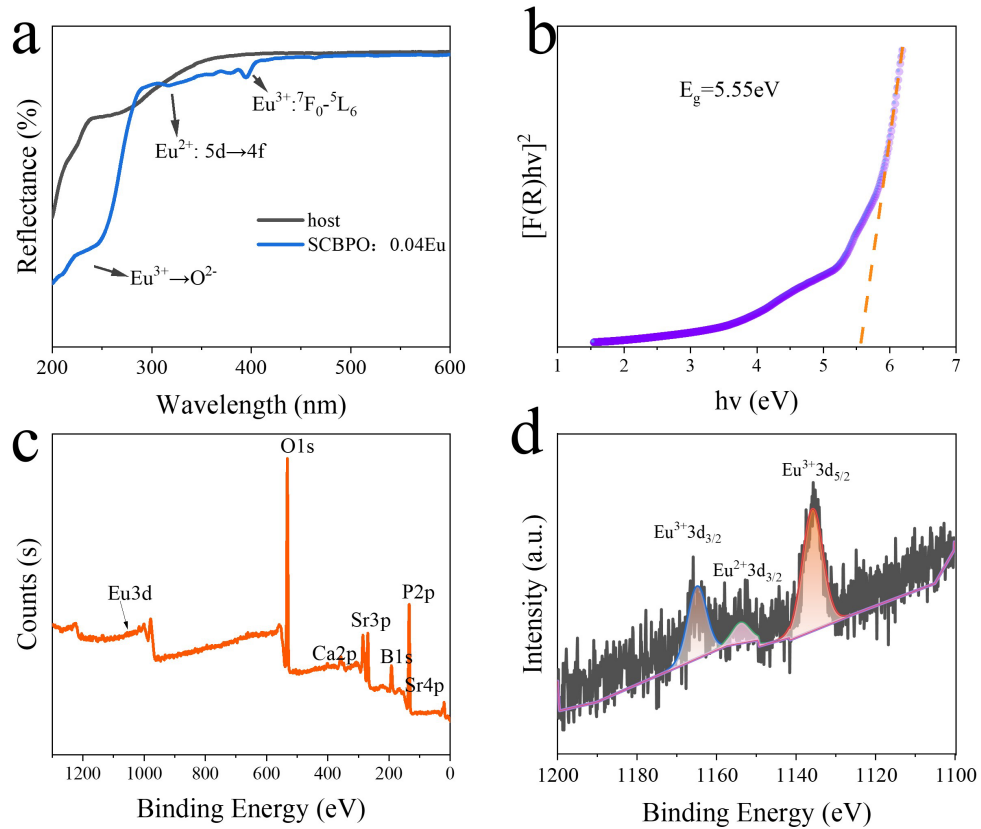 a
Reflectance (%)
Eu³⁺:⁷F₀-⁵L₆
Eu²⁺: 5d→4f
host
SCBPO： 0.04Eu
Eu³⁺→O²⁻
200 300 400 500 600
Wavelength (nm)
b
[F(R)hv]²
E_g=5.55eV
1 2 3 4 5 6 7
hv (eV)
c
Counts (s)
O1s
Eu3d
P2p
Sr3p
Ca2p
B1s
Sr4p
1200 1000 800 600 400 200 0
Binding Energy (eV)
d
Intensity (a.u.)
Eu³⁺3d₅/₂
Eu³⁺3d₃/₂
Eu²⁺3d₃/₂
1200 1180 1160 1140 1120 1100
Binding Energy (eV)